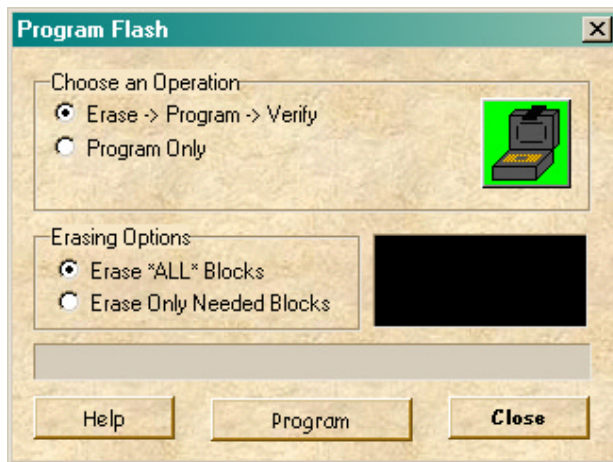 Program Flash
Choose an Operation
Erase -> Program -> Verify
Program Only
Erasing Options
Erase *ALL* Blocks
Erase Only Needed Blocks
Help
Program
Close